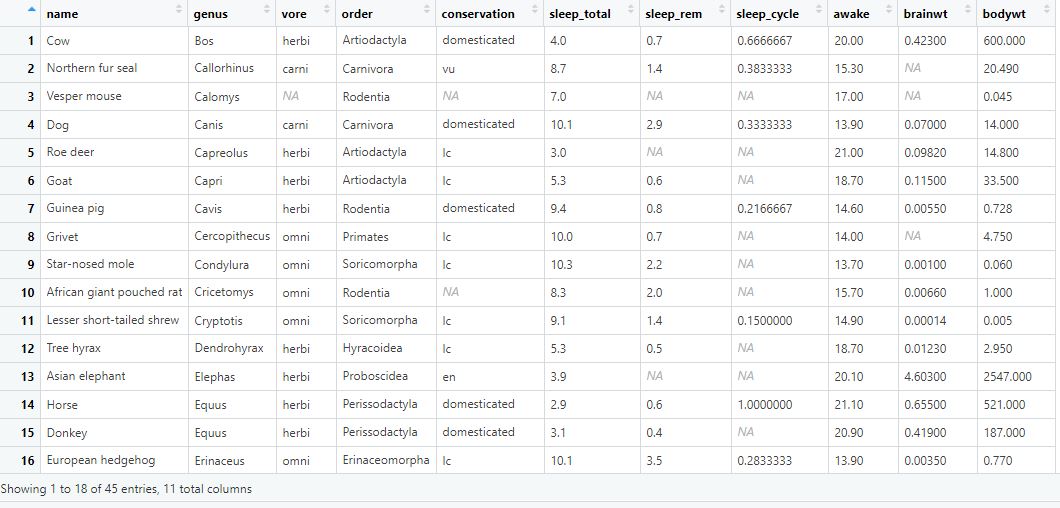 name genus vore order conservation sleep_total sleep_rem sleep_cycle awake brainwt bodywt
1 Cow Bos herbi Artiodactyla domesticated 4.0 0.7 0.6666667 20.00 0.42300 600.000
2 Northern fur seal Callorhinus carni Carnivora vu 8.7 1.4 0.3833333 15.30 NA 20.490
3 Vesper mouse Calomys NA Rodentia NA 7.0 NA NA 17.00 NA 0.045
4 Dog Canis carni Carnivora domesticated 10.1 2.9 0.3333333 13.90 0.07000 14.000
5 Roe deer Capreolus herbi Artiodactyla lc 3.0 NA NA 21.00 0.09820 14.800
6 Goat Capri herbi Artiodactyla lc 5.3 0.6 NA 18.70 0.11500 33.500
7 Guinea pig Cavis herbi Rodentia domesticated 9.4 0.8 0.2166667 14.60 0.00550 0.728
8 Grivet Cercopithecus omni Primates lc 10.0 0.7 NA 14.00 NA 4.750
9 Star-nosed mole Condylura omni Soricomorpha lc 10.3 2.2 NA 13.70 0.00100 0.060
10 African giant pouched rat Cricetomys omni Rodentia NA 8.3 2.0 NA 15.70 0.00660 1.000
11 Lesser short-tailed shrew Cryptotis omni Soricomorpha lc 9.1 1.4 0.1500000 14.90 0.00014 0.005
12 Tree hyrax Dendrohyrax herbi Hyracoidea lc 5.3 0.5 NA 18.70 0.01230 2.950
13 Asian elephant Elephas herbi Proboscidea en 3.9 NA NA 20.10 4.60300 2547.000
14 Horse Equus herbi Perissodactyla domesticated 2.9 0.6 1.0000000 21.10 0.65500 521.000
15 Donkey Equus herbi Perissodactyla domesticated 3.1 0.4 NA 20.90 0.41900 187.000
16 European hedgehog Erinaceus omni Erinaceomorpha lc 10.1 3.5 0.2833333 13.90 0.00350 0.770
Showing 1 to 18 of 45 entries, 11 total columns